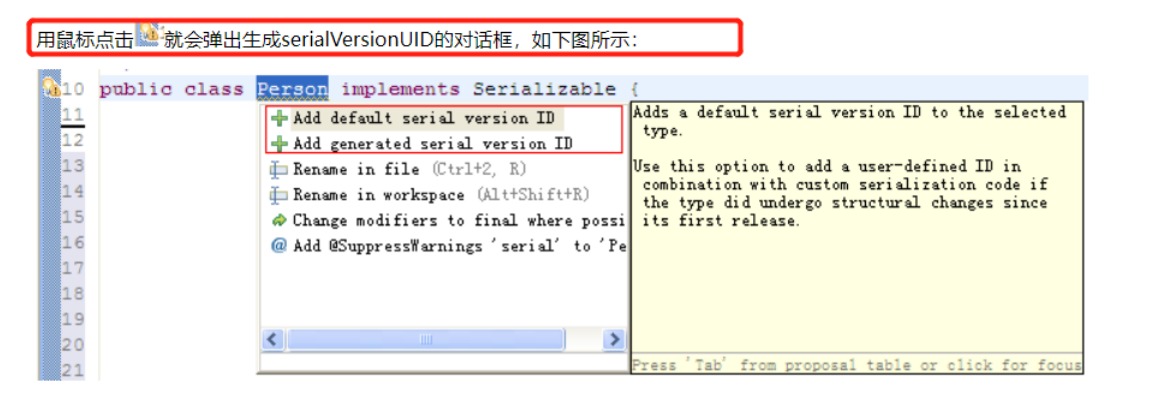 用鼠标点击就会弹出生成serialVersionUID的对话框，如下图所示：
10 public class Person implements Serializable {
11
12
13
14
15
16
17
18
19
20
21
Add default serial version ID
Add generated serial version ID
Rename in file (Ctrl+2, R)
Rename in workspace (Alt+Shift+R)
Change modifiers to final where possi
@ Add @SuppressWarnings 'serial' to 'Pe
Adds a default serial version ID to the selected
type.
Use this option to add a user-defined ID in
combination with custom serialization code if
the type did undergo structural changes since
its first release.
Press 'Tab' from proposal table or click for focus